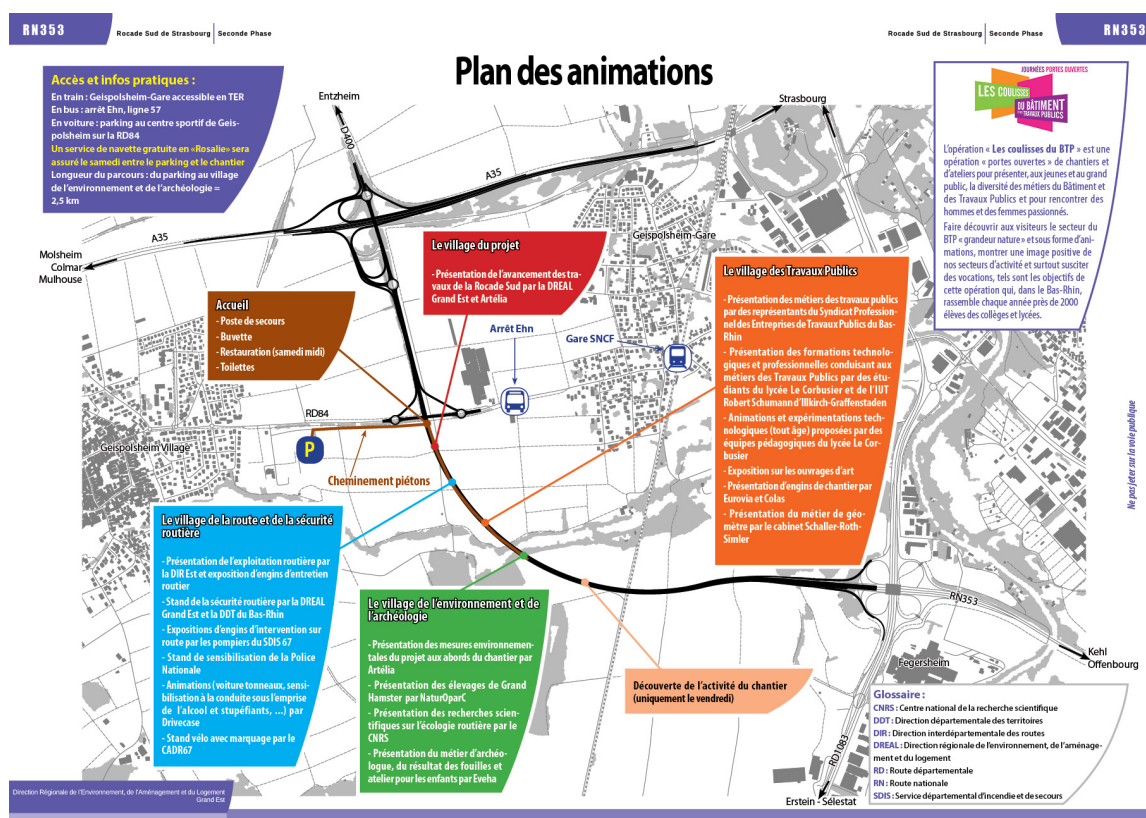 RN353
Rocade Sud de Strasbourg | Seconde Phase
Rocade Sud de Strasbourg | Seconde Phase
RN353
Plan des animations
Accès et infos pratiques :
En train : Geispolsheim-Gare accessible en TER
En bus : arrêt Ehn, ligne 57
En voiture : parking au centre sportif de Geis-
polsheim sur la RD84
Un service de navette gratuite en «Rosalie» sera
assuré le samedi entre le parking et le chantier
Longueur du parcours : du parking au village
de l'environnement et de l'archéologie =
2,5 km
JOURNÉES PORTES OUVERTES
LES COULISSES
DU BÂTIMENT
TRAVAUX PUBLICS
L'opération « Les coulisses du BTP » est une
opération « portes ouvertes » de chantiers et
d'ateliers pour présenter, aux jeunes et au grand
public, la diversité des métiers du Bâtiment et
des Travaux Publics et pour rencontrer des
hommes et des femmes passionnés.
Faire découvrir aux visiteurs le secteur du
BTP « grandeur nature » et sous forme d'ani-
mations, montrer une image positive de
nos secteurs d'activité et surtout susciter
des vocations, tels sont les objectifs de
cette opération qui, dans le Bas-Rhin,
rassemble chaque année près de 2000
élèves des collèges et lycées.
Entzheim
D400
Strasbourg
A35
A35
Molsheim
Colmar
Mulhouse
Geispolsheim-Gare
Le village du projet
- Présentation de l'avancement des tra-
vaux de la Rocade Sud par la DREAL
Grand Est et Artélia
Accueil
- Poste de secours
- Buvette
- Restauration (samedi midi)
- Toilettes
Arrêt Ehn
Gare SNCF
RD84
P
Geispolsheim Village
Cheminement piétons
Le village des Travaux Publics
- Présentation des métiers des travaux publics
par des représentants du Syndicat Profession-
nel des Entreprises de Travaux Publics du Bas-
Rhin
- Présentation des formations technolo-
giques et professionnelles conduisant aux
métiers des Travaux Publics par des étu-
diants du lycée Le Corbusier et de l'IUT
Robert Schumann d'Illkirch-Graffenstaden
- Animations et expérimentations tech-
nologiques (tout âge) proposées par des
équipes pédagogiques du lycée Le Cor-
busier
- Exposition sur les ouvrages d'art
- Présentation d'engins de chantier par
Eurovia et Colas
- Présentation du métier de géo-
mètre par le cabinet Schaller-Roth-
Simler
Ne pas jeter sur la voie publique
Le village de la route et de la sécurité
routière
- Présentation de l'exploitation routière par
la DIR Est et exposition d'engins d'entretien
routier
- Stand de la sécurité routière par la DREAL
Grand Est et la DDT du Bas-Rhin
- Expositions d'engins d'intervention sur
route par les pompiers du SDIS 67
- Stand de sensibilisation de la Police
Nationale
- Animations (voiture tonneaux, sensi-
bilisation à la conduite sous l'emprise
de l'alcool et stupéfiants, ...) par
Drivecase
- Stand vélo avec marquage par le
CADR67
Le village de l'environnement et de
l'archéologie
- Présentation des mesures environnemen-
tales du projet aux abords du chantier par
Artélia
- Présentation des élevages de Grand
Hamster par NaturOparC
- Présentation des recherches scien-
tifiques sur l'écologie routière par le
CNRS
- Présentation du métier d'archéo-
logue, du résultat des fouilles et
atelier pour les enfants par Eveha
Découverte de l'activité du chantier
(uniquement le vendredi)
RN353
Kehl
Offenbourg
Fegersheim
RD1083
Erstein - Sélestat
Glossaire :
CNRS : Centre national de la recherche scientifique
DDT : Direction départementale des territoires
DIR : Direction interdépartementale des routes
DREAL : Direction régionale de l'environnement, de l'aménage-
ment et du logement
RD : Route départementale
RN : Route nationale
SDIS : Service départemental d'incendie et de secours
Direction Régionale de l'Environnement, de l'Aménagement et du Logement
Grand Est